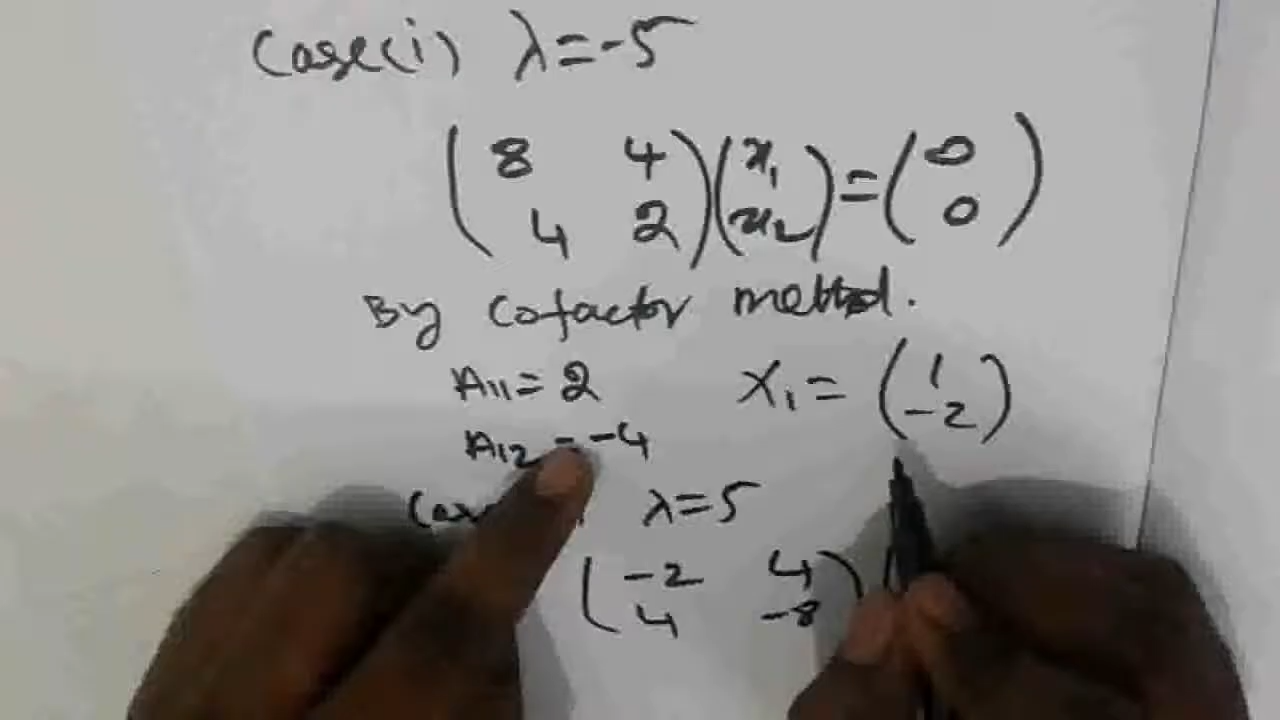 Case(i) λ=-5
(8 4) (x₁) = (0)
(4 2) (x₂) (0)
By Cofactor method.
A₁₁=2 X₁ = (1)
A₁₂=-4 (-2)
λ=5
(-2 4)
(4 -8)